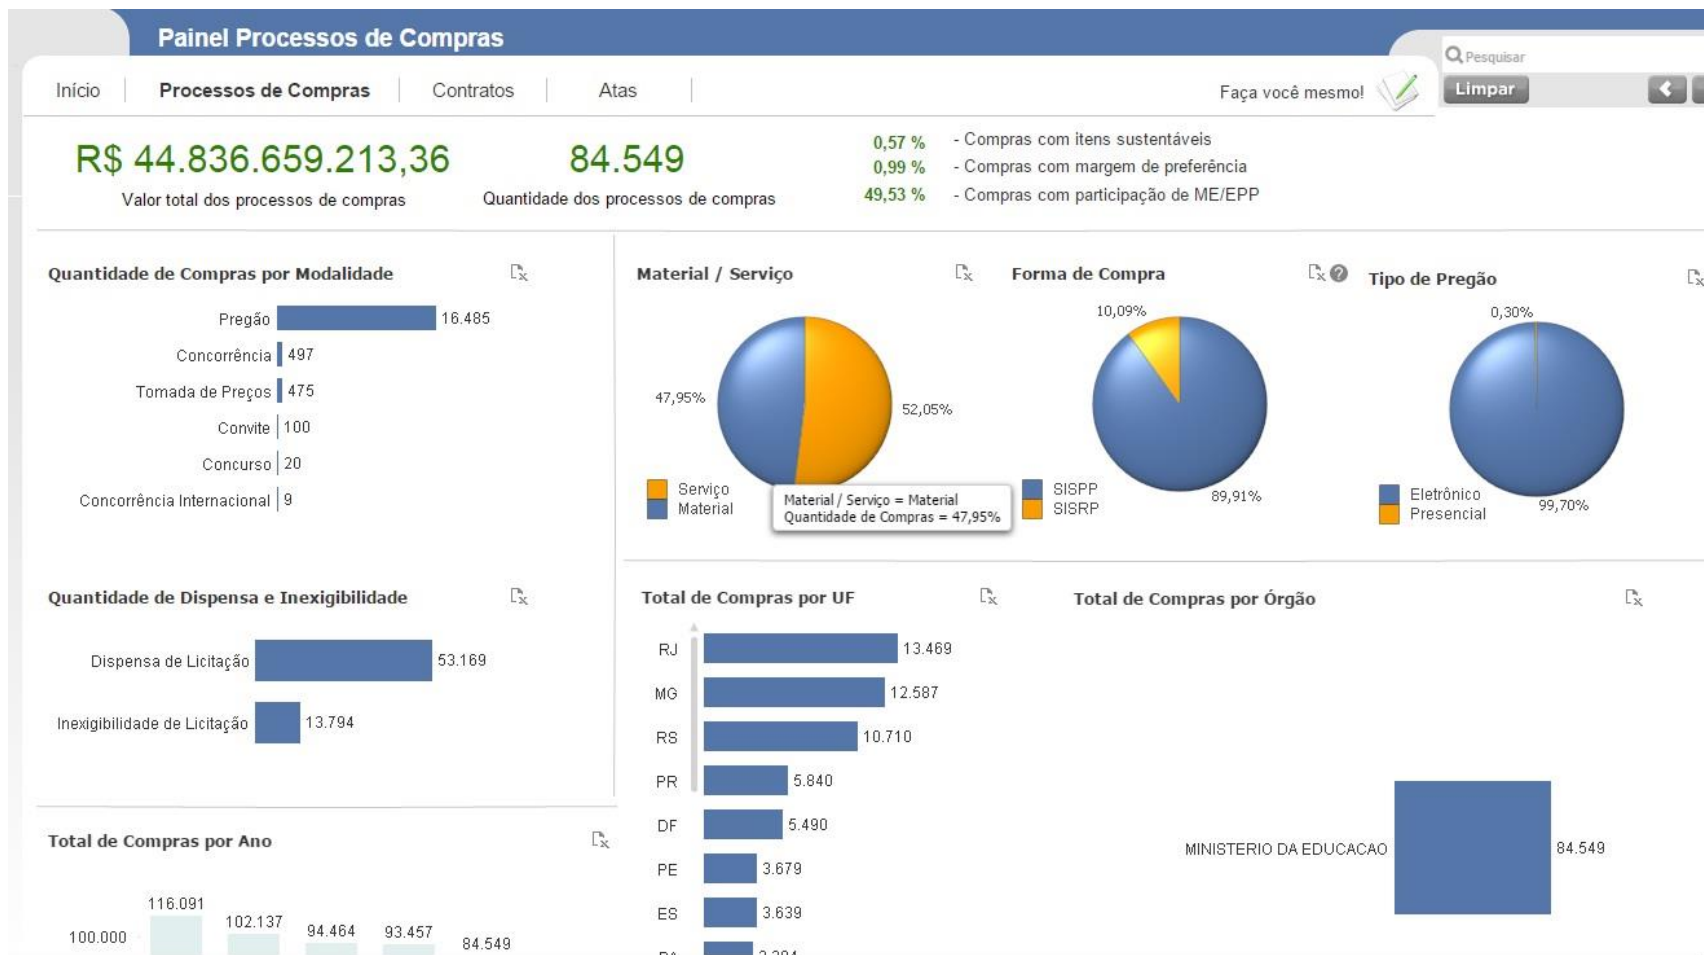 Painel Processos de Compras
Pesquisar
Início
Processos de Compras
Contratos
Atas
Faça você mesmo!
Limpar
R$ 44.836.659.213,36
Valor total dos processos de compras
84.549
Quantidade dos processos de compras
0,57 % - Compras com itens sustentáveis
0,99 % - Compras com margem de preferência
49,53 % - Compras com participação de ME/EPP
Quantidade de Compras por Modalidade
Pregão 16.485
Concorrência 497
Tomada de Preços 475
Convite 100
Concurso 20
Concorrência Internacional 9
Material / Serviço
47,95%
52,05%
Serviço
Material
Material / Serviço = Material
Quantidade de Compras = 47,95%
Forma de Compra
10,09%
89,91%
SISPP
SISRP
Tipo de Pregão
0,30%
99,70%
Eletrônico
Presencial
Quantidade de Dispensa e Inexigibilidade
Dispensa de Licitação 53.169
Inexigibilidade de Licitação 13.794
Total de Compras por UF
RJ 13.469
MG 12.587
RS 10.710
PR 5.840
DF 5.490
PE 3.679
ES 3.639
Total de Compras por Órgão
MINISTERIO DA EDUCACAO 84.549
Total de Compras por Ano
100.000
116.091
102.137
94.464
93.457
84.549